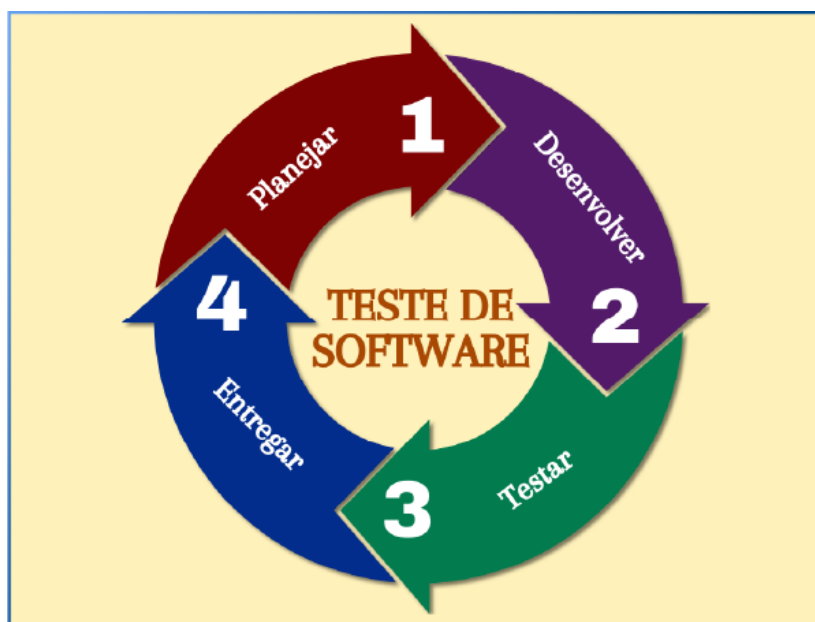 1
Planejar
Desenvolver
2
TESTE DE
SOFTWARE
4
Entregar
3
Testar